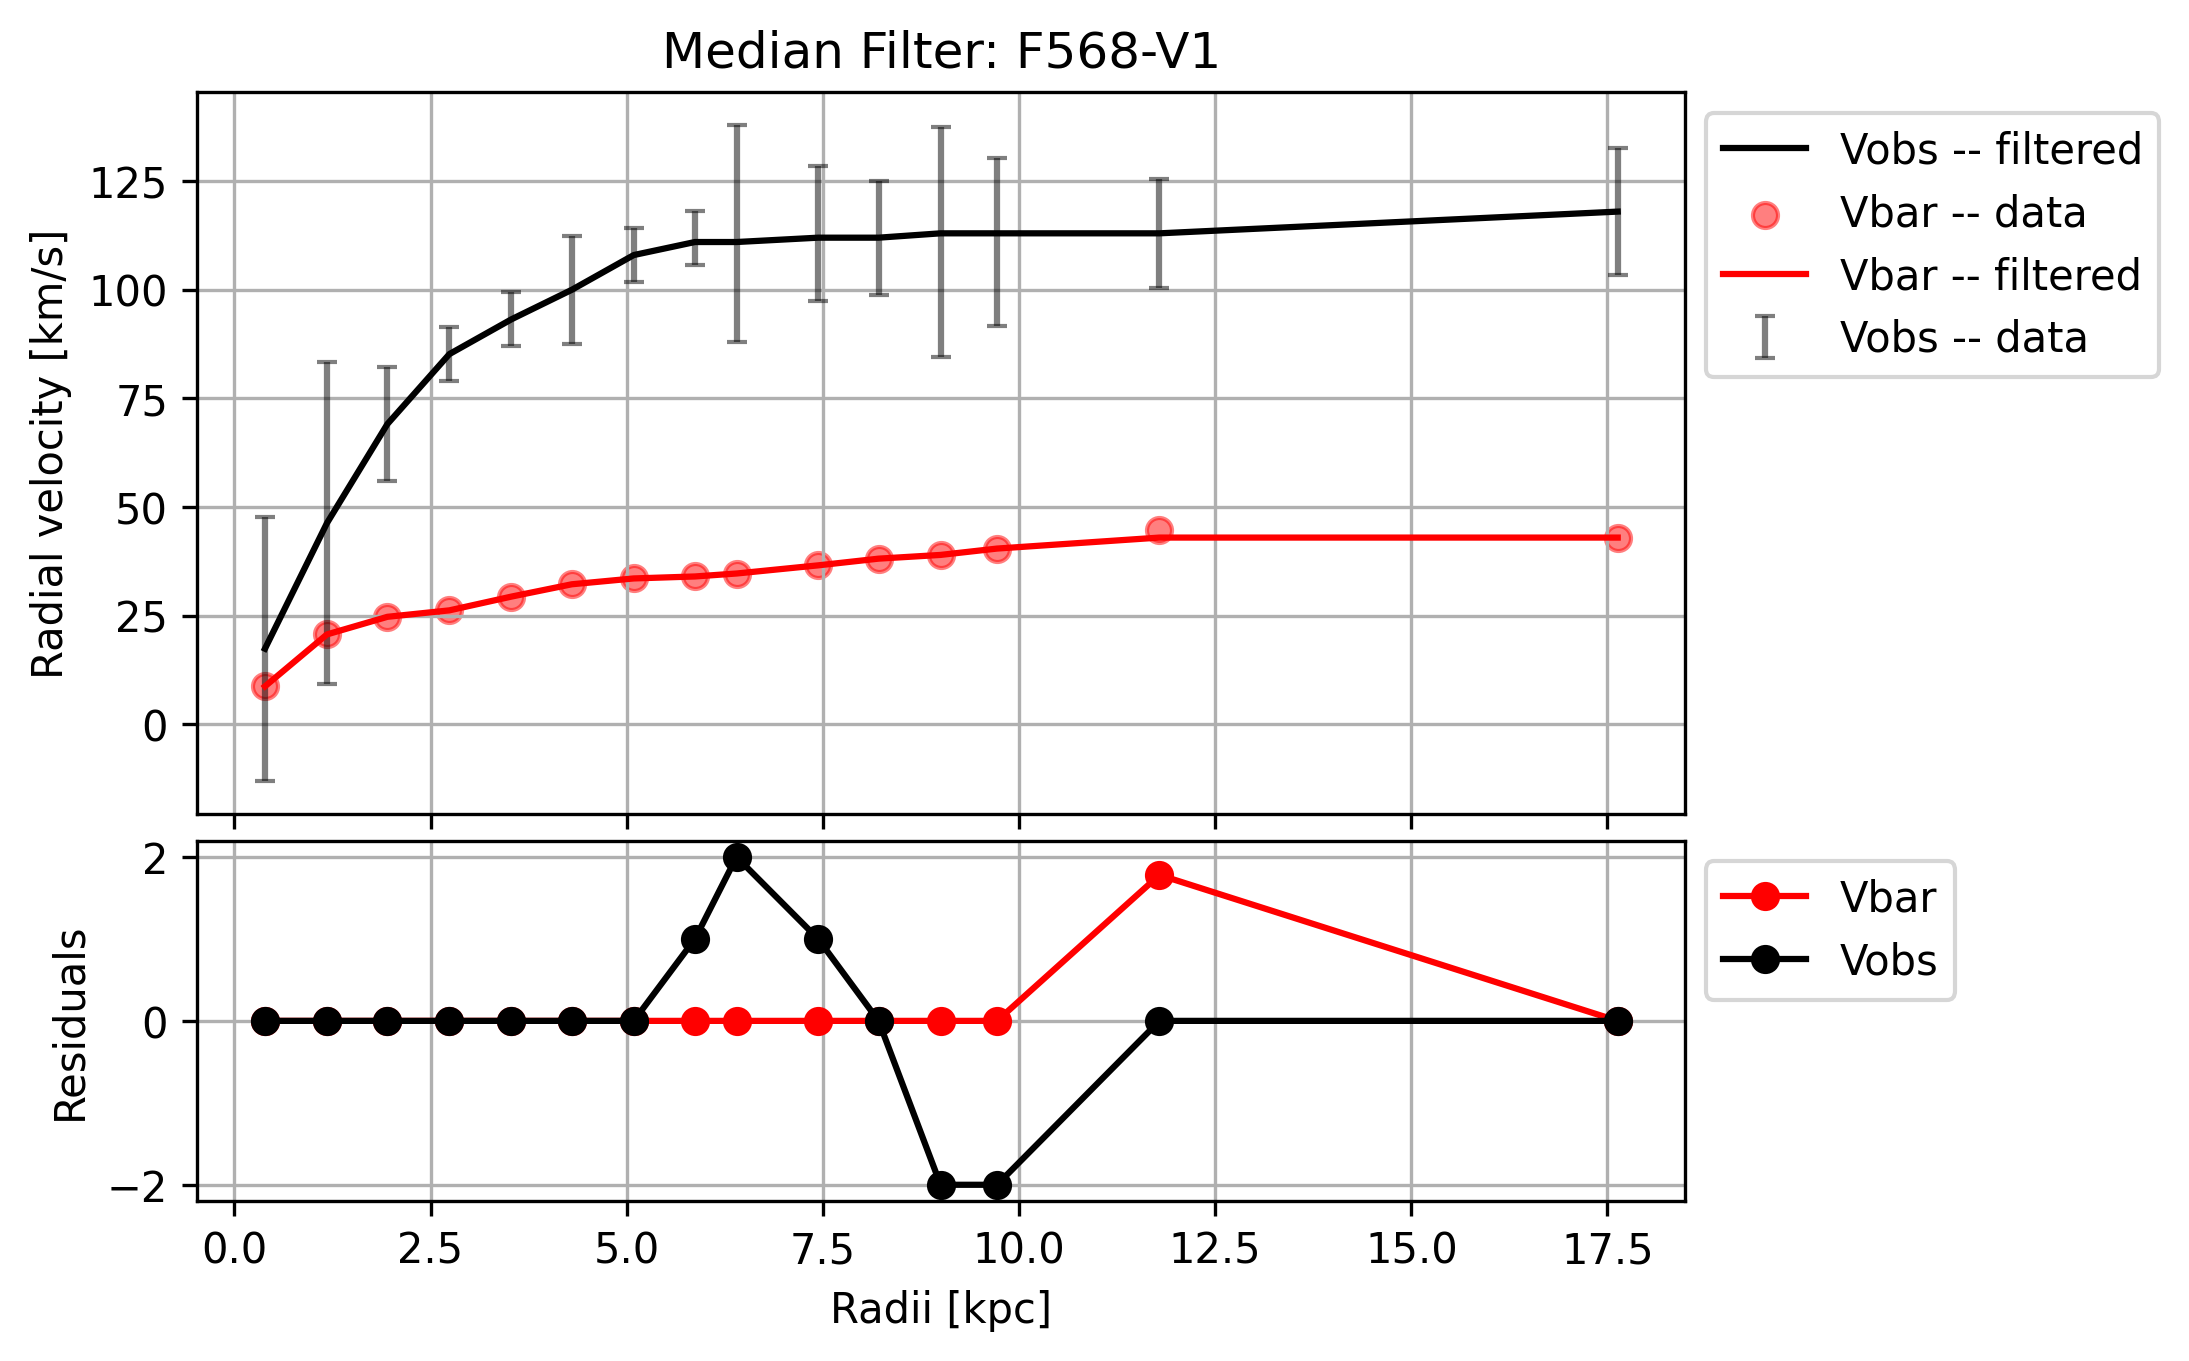 Median Filter: F568-V1
Radial velocity [km/s]
125
100
75
50
25
0
Vobs -- filtered
Vbar -- data
Vbar -- filtered
Vobs -- data
Residuals
2
0
−2
Vbar
Vobs
0.0 2.5 5.0 7.5 10.0 12.5 15.0 17.5
Radii [kpc]